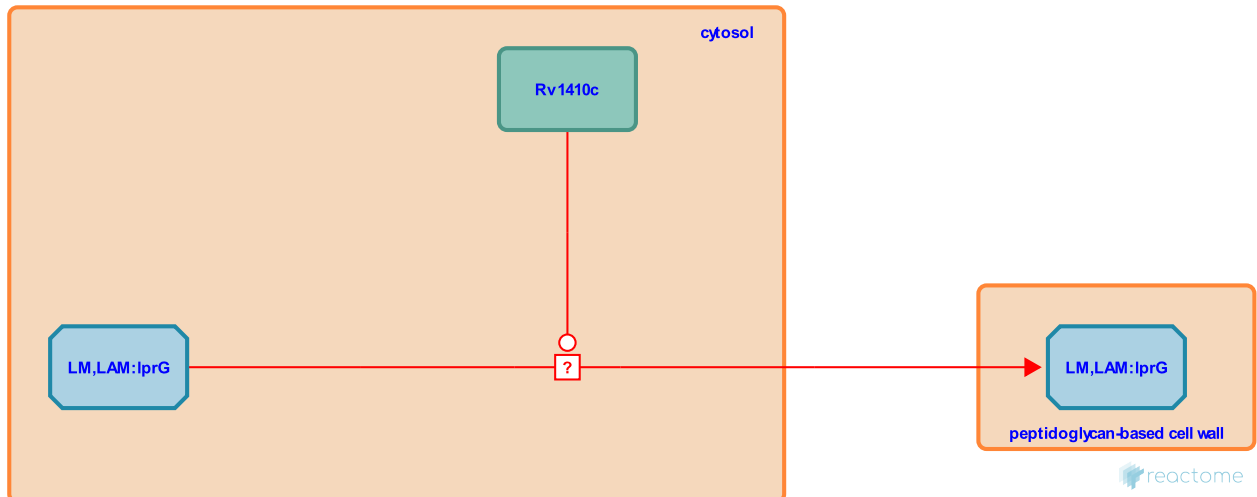 cytosol
Rv1410c
LM,LAM:lprG
?
LM,LAM:lprG
peptidoglycan-based cell wall
reactome